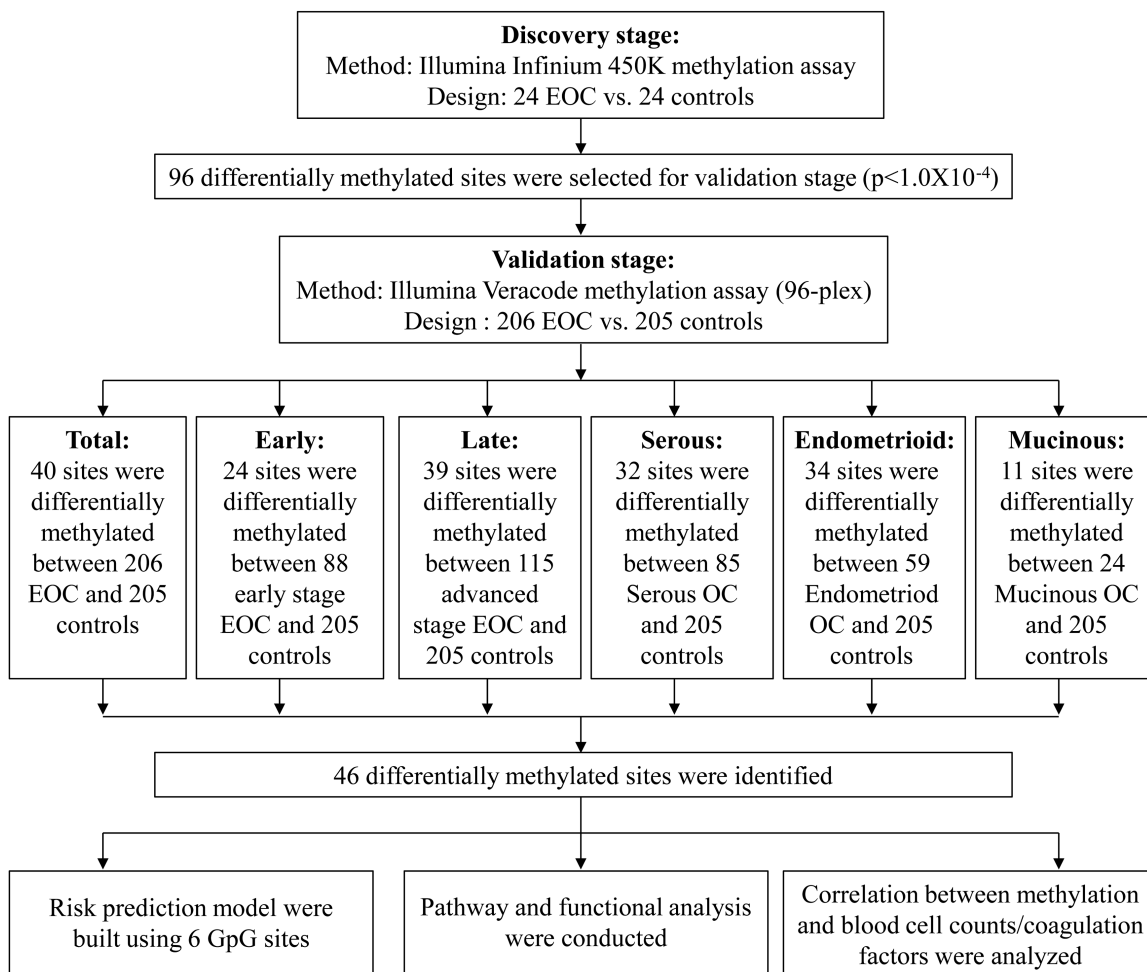 Discovery stage:
Method: Illumina Infinium 450K methylation assay
Design: 24 EOC vs. 24 controls
96 differentially methylated sites were selected for validation stage (p<1.0X10⁻⁴)
Validation stage:
Method: Illumina Veracode methylation assay (96-plex)
Design : 206 EOC vs. 205 controls
Total:
40 sites were
differentially
methylated
between 206
EOC and 205
controls
Early:
24 sites were
differentially
methylated
between 88
early stage
EOC and 205
controls
Late:
39 sites were
differentially
methylated
between 115
advanced
stage EOC and
205 controls
Serous:
32 sites were
differentially
methylated
between 85
Serous OC
and 205
controls
Endometrioid:
34 sites were
differentially
methylated
between 59
Endometriod
OC and 205
controls
Mucinous:
11 sites were
differentially
methylated
between 24
Mucinous OC
and 205
controls
46 differentially methylated sites were identified
Risk prediction model were
built using 6 GpG sites
Pathway and functional analysis
were conducted
Correlation between methylation
and blood cell counts/coagulation
factors were analyzed